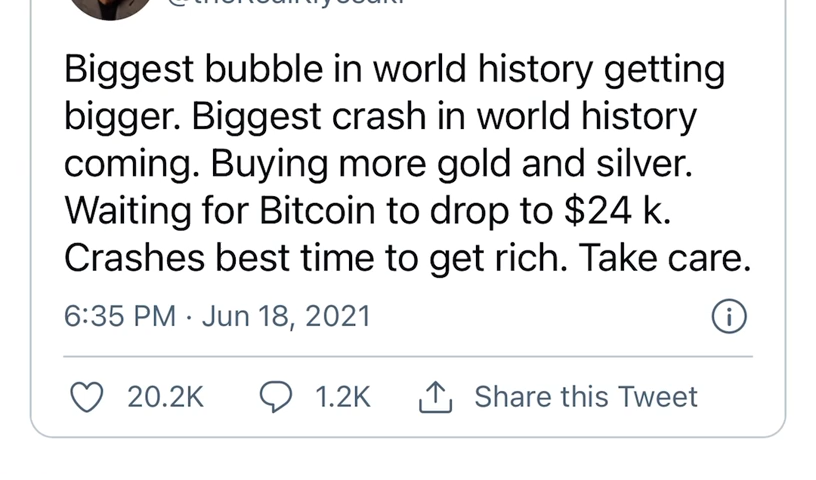 @theRealKiyosaki
Biggest bubble in world history getting
bigger. Biggest crash in world history
coming. Buying more gold and silver.
Waiting for Bitcoin to drop to $24 k.
Crashes best time to get rich. Take care.
6:35 PM · Jun 18, 2021
20.2K 1.2K Share this Tweet